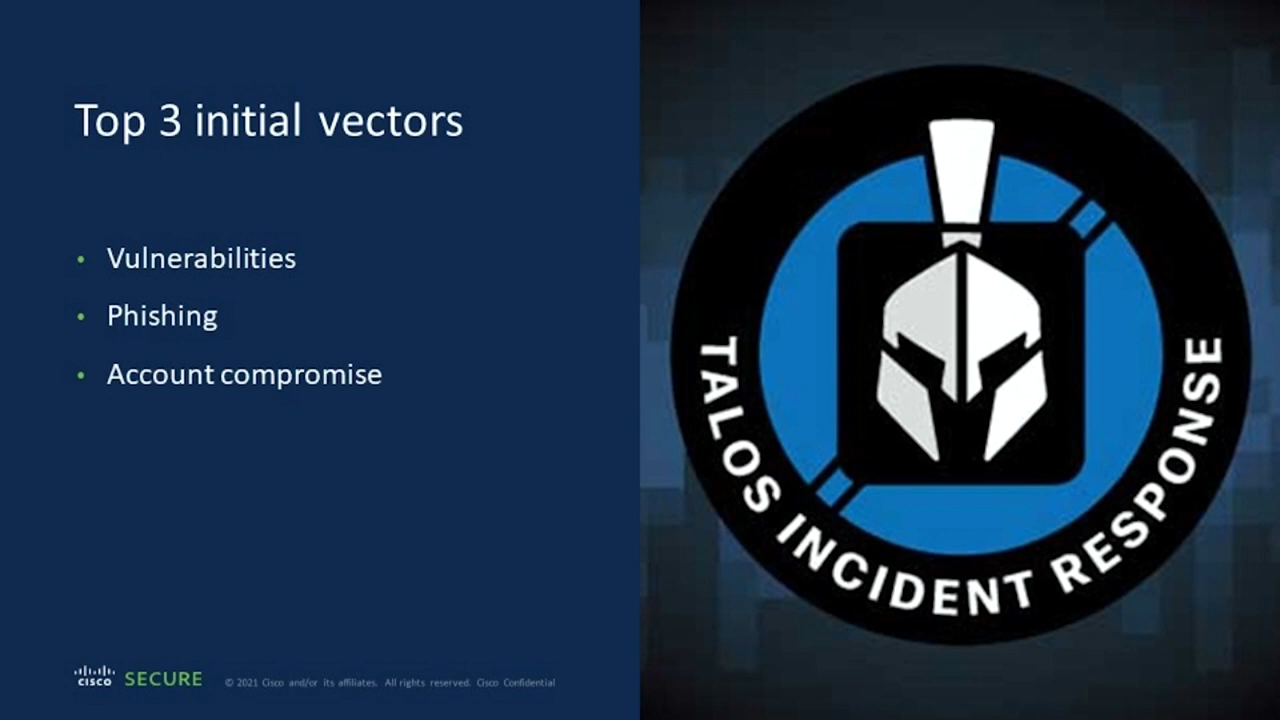 Top 3 initial vectors
• Vulnerabilities
• Phishing
• Account compromise
TALOS INCIDENT RESPONSE
CISCO SECURE © 2021 Cisco and/or its affiliates. All rights reserved. Cisco Confidential